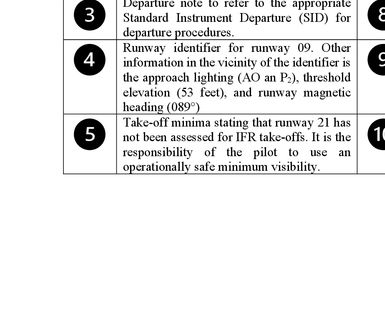 3
Departure note to refer to the appropriate
Standard Instrument Departure (SID) for
departure procedures.
8
4
Runway identifier for runway 09. Other
information in the vicinity of the identifier is
the approach lighting (AO an P₂), threshold
elevation (53 feet), and runway magnetic
heading (089°)
9
5
Take-off minima stating that runway 21 has
not been assessed for IFR take-offs. It is the
responsibility of the pilot to use an
operationally safe minimum visibility.
10